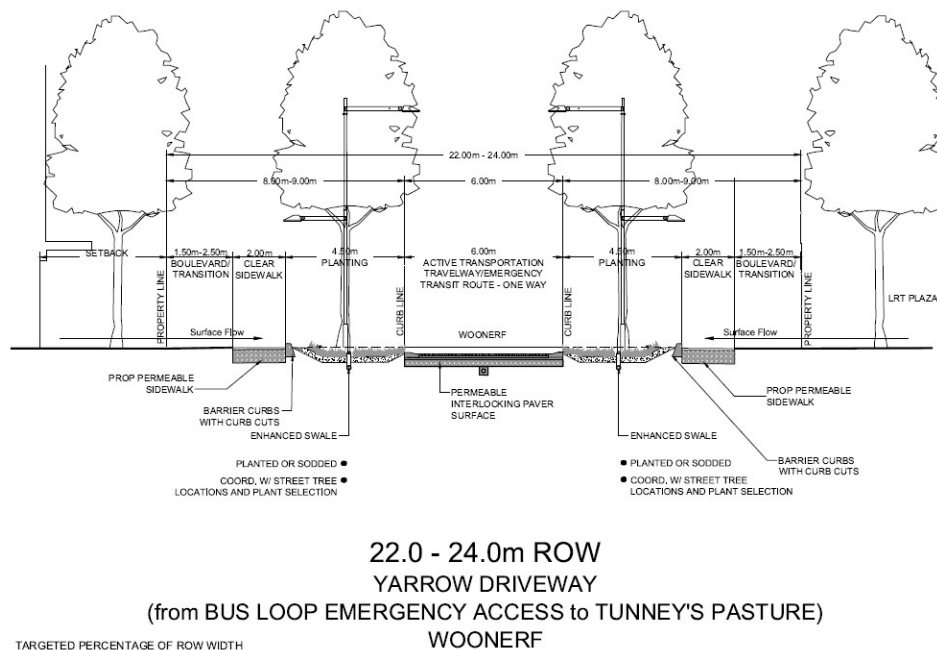 22.00m - 24.00m
8.00m-9.00m
6.00m
8.00m-9.00m
SETBACK
1.50m-2.50m
BOULEVARD/
TRANSITION
2.00m
CLEAR
SIDEWALK
4.50m
PLANTING
6.00m
ACTIVE TRANSPORTATION
TRAVELWAY/EMERGENCY
TRANSIT ROUTE - ONE WAY
4.50m
PLANTING
2.00m
CLEAR
SIDEWALK
1.50m-2.50m
BOULEVARD/
TRANSITION
PROPERTY LINE
CURB LINE
CURB LINE
PROPERTY LINE
LRT PLAZA
Surface Flow
WOONERF
Surface Flow
PROP PERMEABLE
SIDEWALK
BARRIER CURBS
WITH CURB CUTS
ENHANCED SWALE
PLANTED OR SODDED ●
COORD, W/ STREET TREE ●
LOCATIONS AND PLANT SELECTION
PERMEABLE
INTERLOCKING PAVER
SURFACE
ENHANCED SWALE
● PLANTED OR SODDED
● COORD, W/ STREET TREE
LOCATIONS AND PLANT SELECTION
PROP PERMEABLE
SIDEWALK
BARRIER CURBS
WITH CURB CUTS
22.0 - 24.0m ROW
YARROW DRIVEWAY
(from BUS LOOP EMERGENCY ACCESS to TUNNEY'S PASTURE)
WOONERF
TARGETED PERCENTAGE OF ROW WIDTH